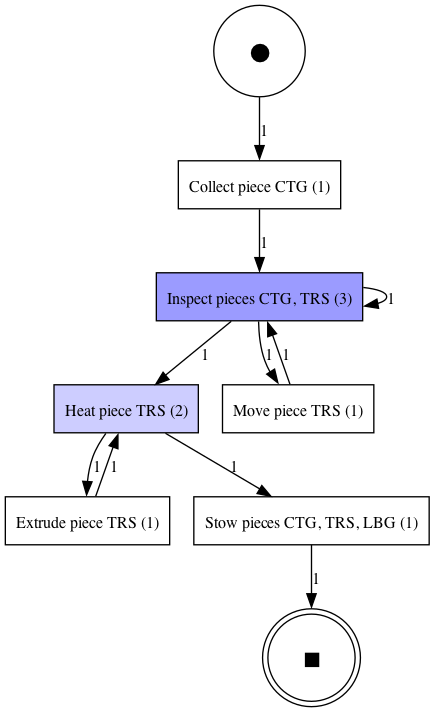 1
Collect piece CTG (1)
1
Inspect pieces CTG, TRS (3)
1
1
1
1
Heat piece TRS (2)
Move piece TRS (1)
1
1
1
Extrude piece TRS (1)
Stow pieces CTG, TRS, LBG (1)
1